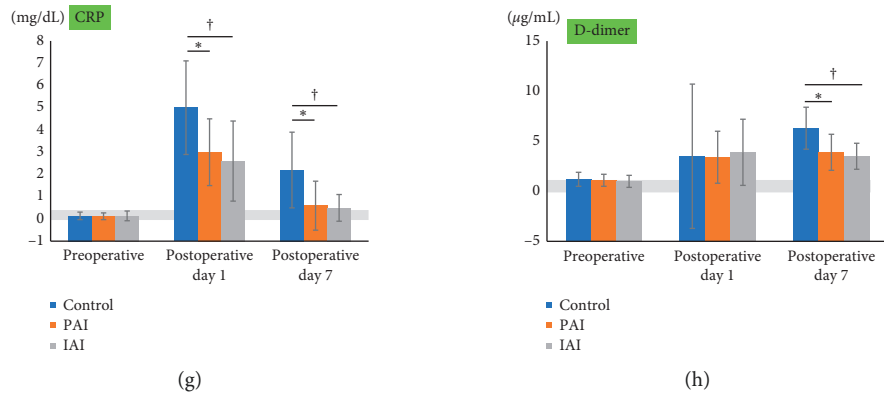 (mg/dL)
CRP
8
7
6
5
4
3
2
1
0
–1
†
*
†
*
Preoperative
Postoperative
day 1
Postoperative
day 7
Control
PAI
IAI
(g)
(μg/mL)
D-dimer
15
10
5
0
–5
†
*
Preoperative
Postoperative
day 1
Postoperative
day 7
Control
PAI
IAI
(h)